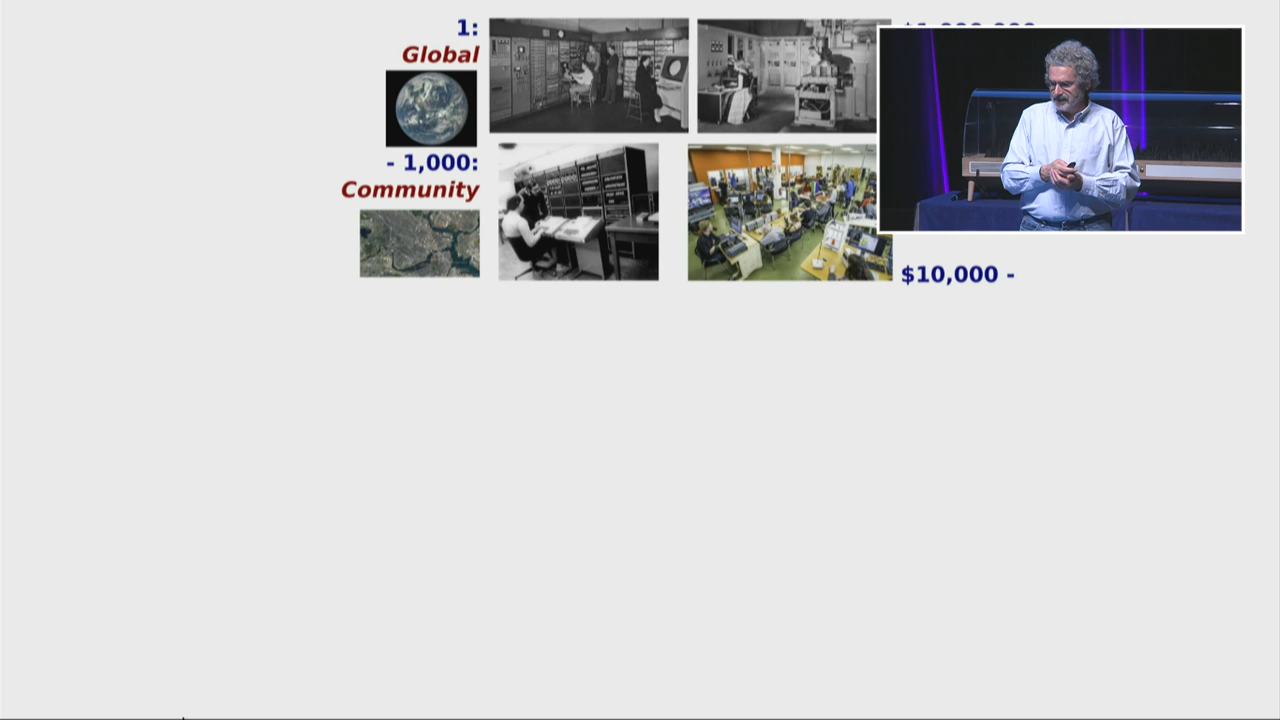 1:
Global
- 1,000:
Community
$10,000 -